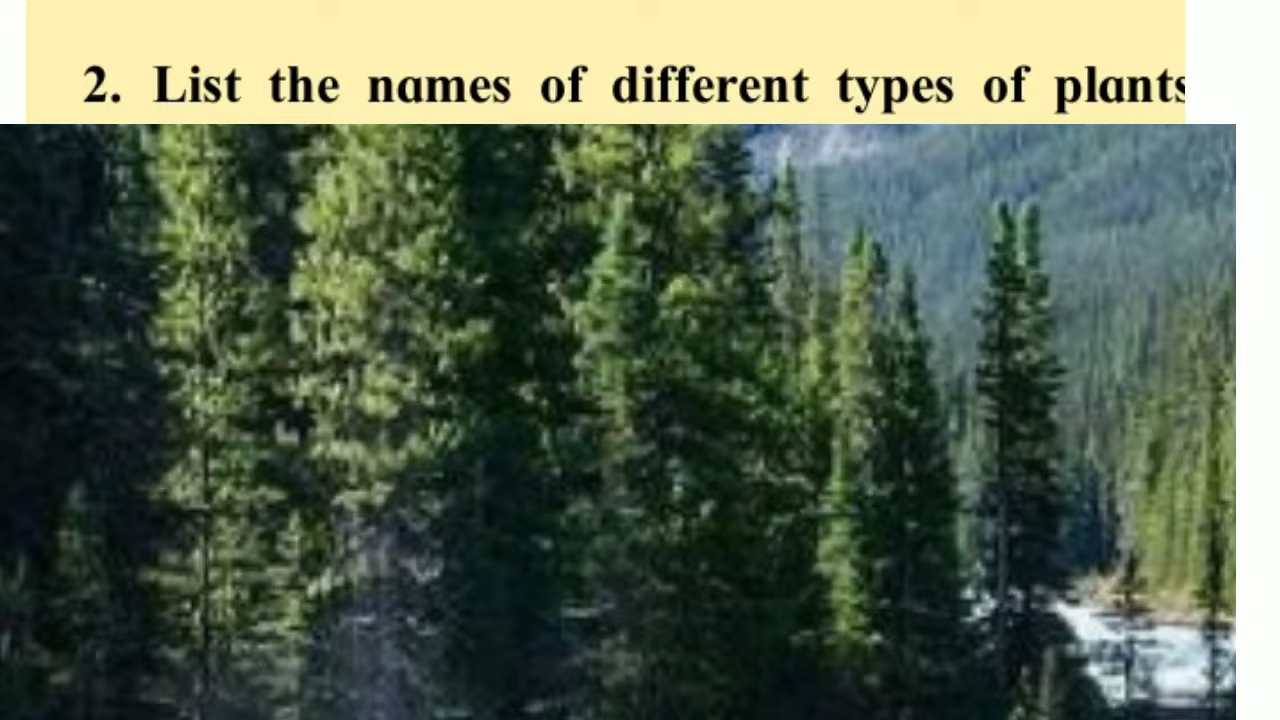 2. List the names of different types of plants